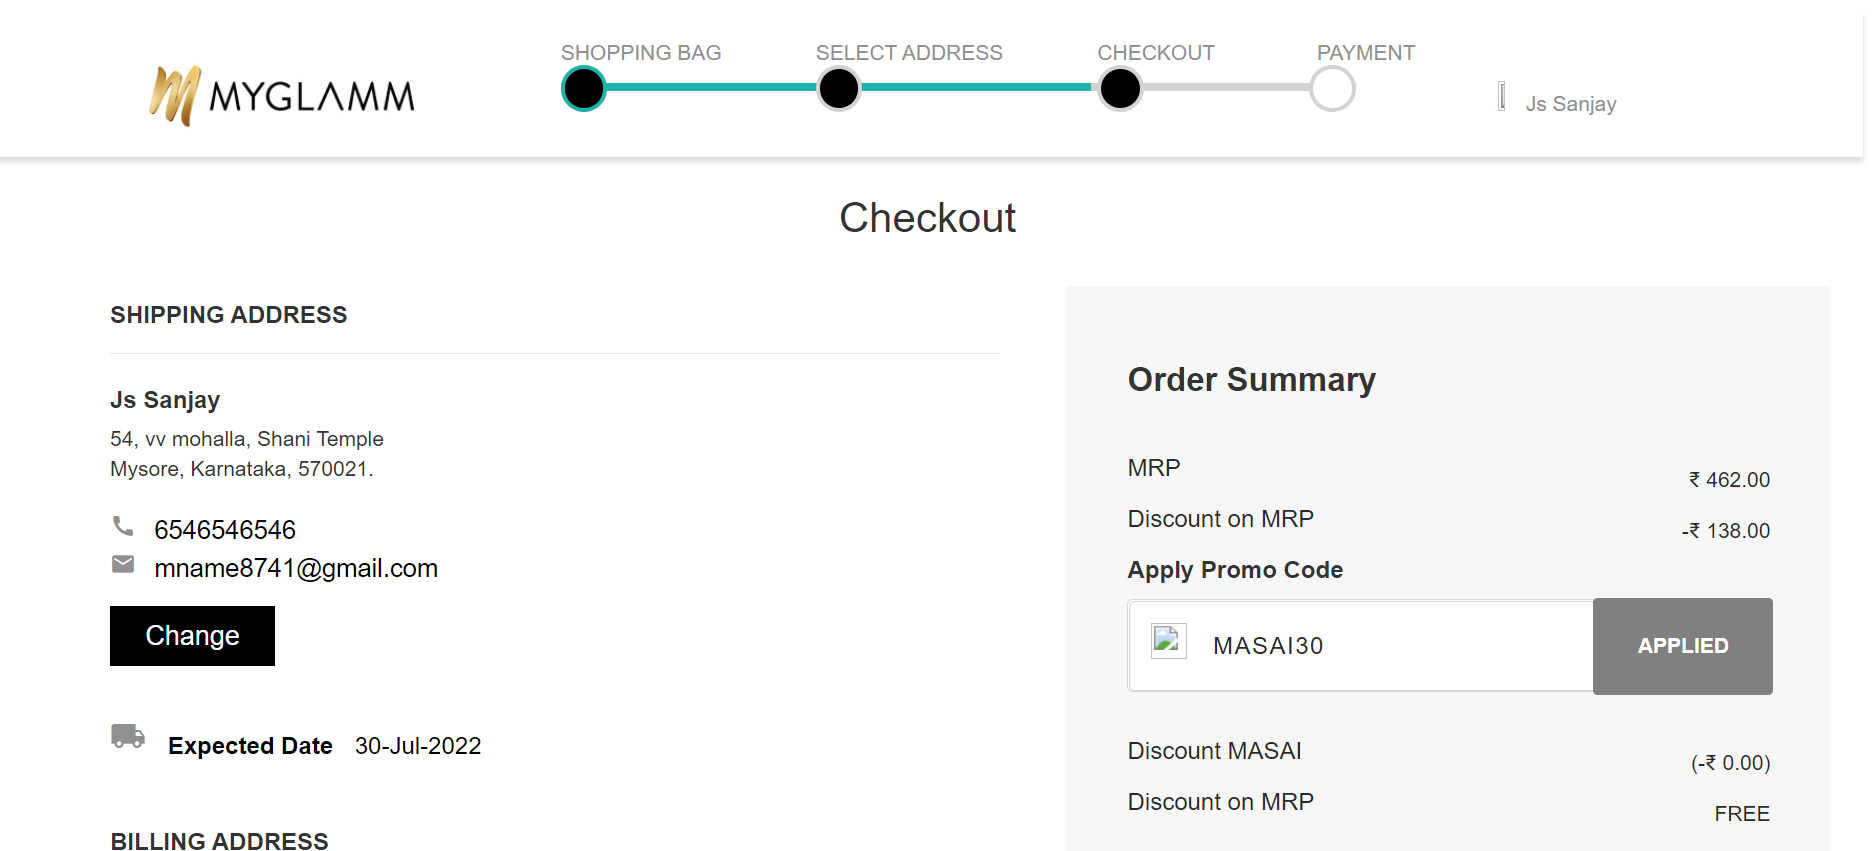 SHOPPING BAG SELECT ADDRESS CHECKOUT PAYMENT
MYGLAMM
Js Sanjay
Checkout
SHIPPING ADDRESS
Js Sanjay
54, vv mohalla, Shani Temple
Mysore, Karnataka, 570021.
6546546546
mname8741@gmail.com
Change
Expected Date 30-Jul-2022
BILLING ADDRESS
Order Summary
MRP ₹ 462.00
Discount on MRP -₹ 138.00
Apply Promo Code
MASAI30 APPLIED
Discount MASAI (-₹ 0.00)
Discount on MRP FREE